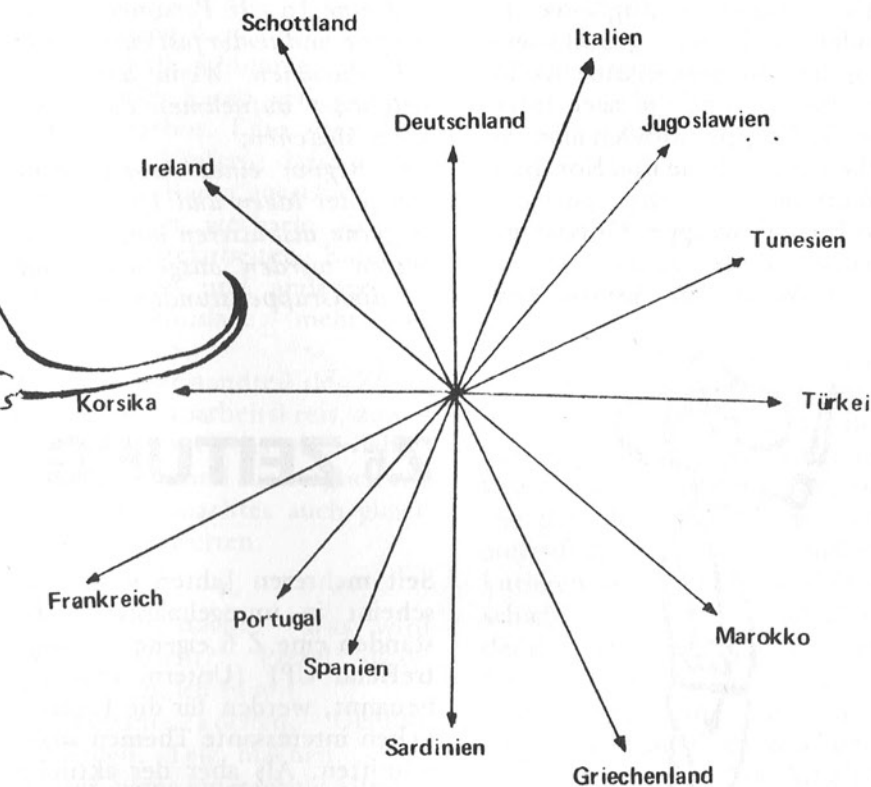 Schottland
Italien
Deutschland
Jugoslawien
Ireland
Tunesien
Korsika
Türkei
Frankreich
Portugal
Marokko
Spanien
Sardinien
Griechenland